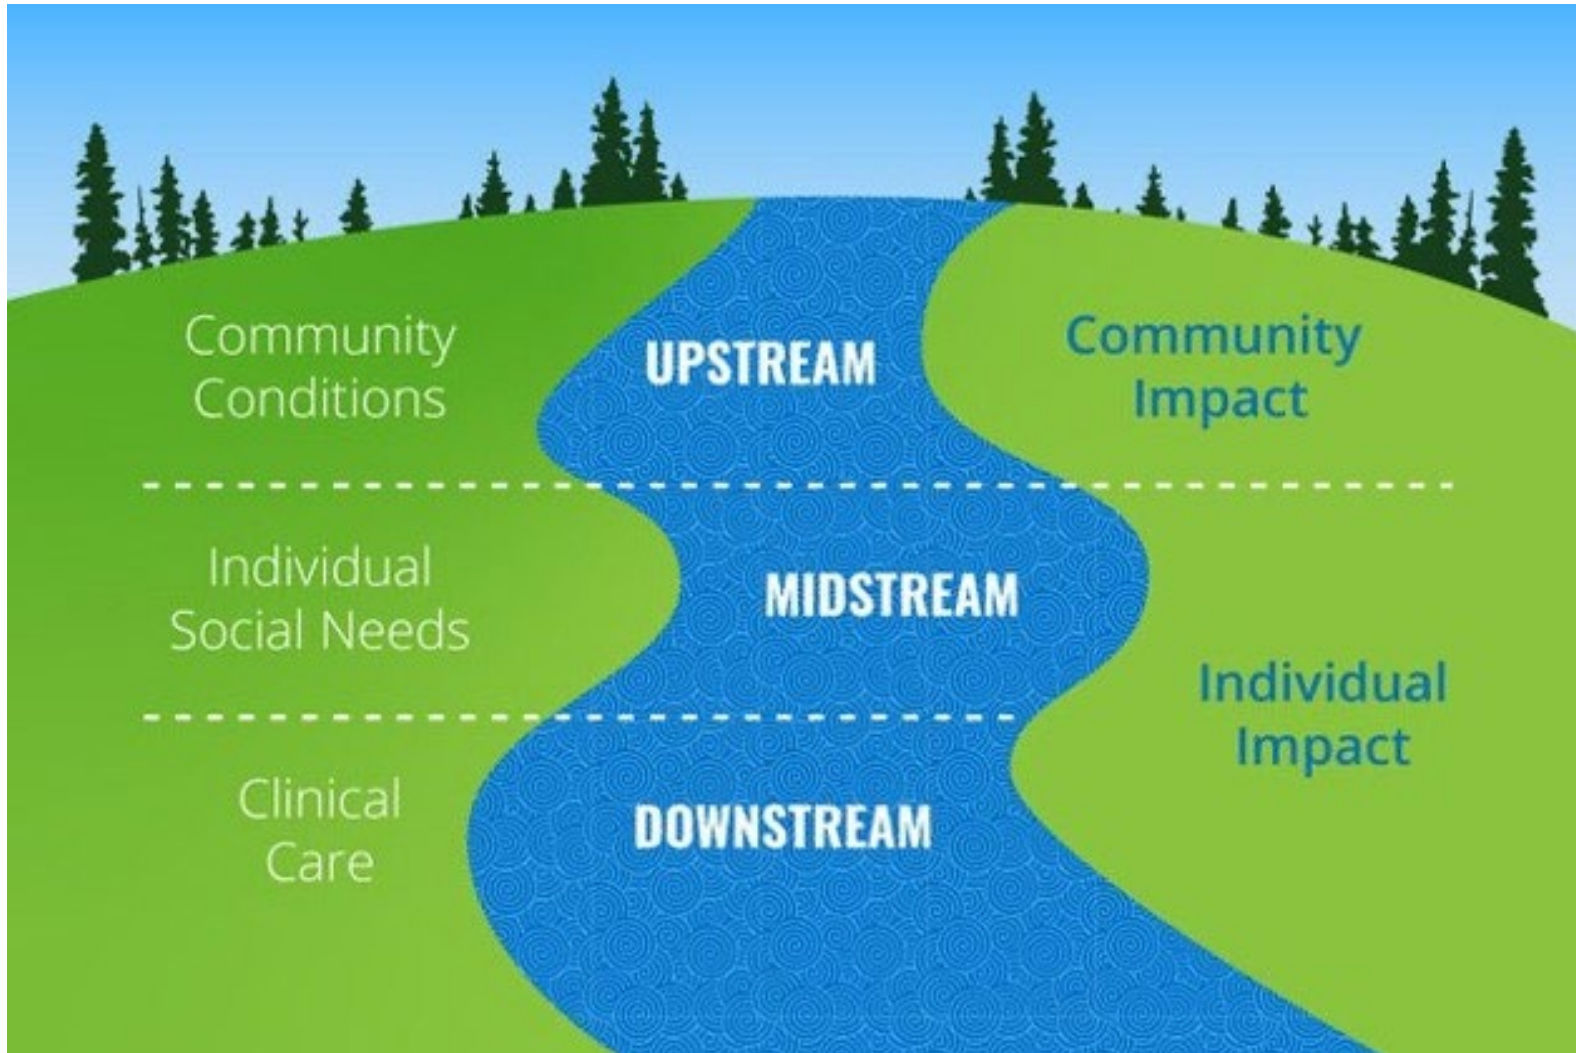 Community
Conditions
UPSTREAM
Community
Impact
Individual
Social Needs
MIDSTREAM
Individual
Impact
Clinical
Care
DOWNSTREAM